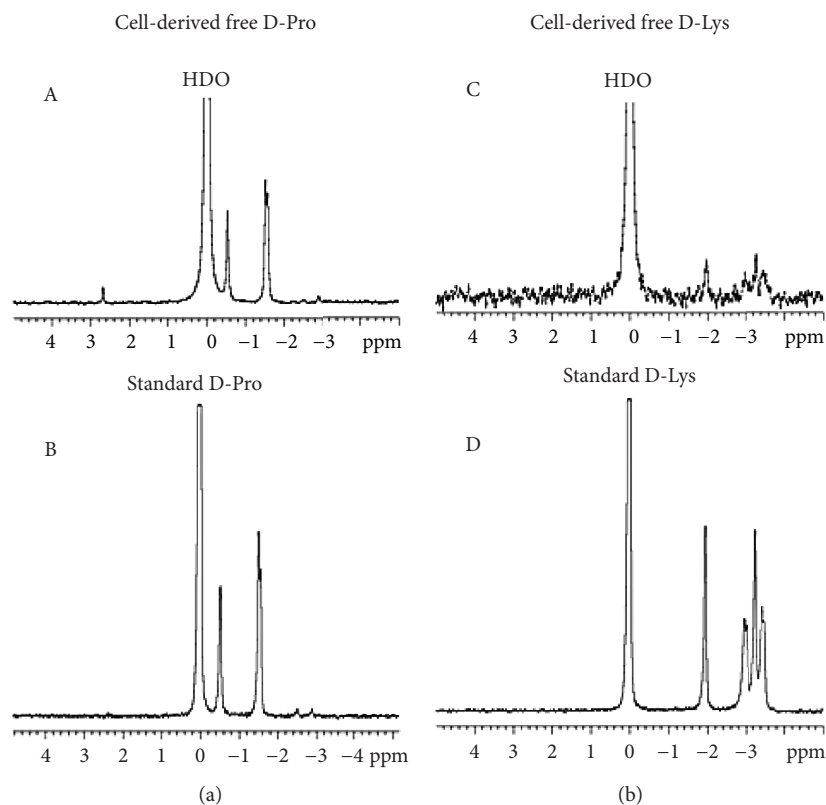 Cell-derived free D-Pro
Cell-derived free D-Lys
A
HDO
C
HDO
4 3 2 1 0 −1 −2 −3 ppm
4 3 2 1 0 −1 −2 −3 ppm
Standard D-Pro
Standard D-Lys
B
D
4 3 2 1 0 −1 −2 −3 −4 ppm
4 3 2 1 0 −1 −2 −3 ppm
(a)
(b)